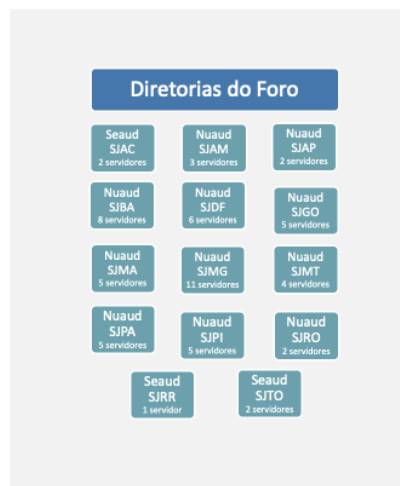 Diretorias do Foro
Seaud
SJAC
2 servidores
Nuaud
SJAM
3 servidores
Nuaud
SJAP
2 servidores
Nuaud
SJBA
8 servidores
Nuaud
SJDF
6 servidores
Nuaud
SJGO
5 servidores
Nuaud
SJMA
5 servidores
Nuaud
SJMG
11 servidores
Nuaud
SJMT
4 servidores
Nuaud
SJPA
5 servidores
Nuaud
SJPI
5 servidores
Nuaud
SJRO
2 servidores
Seaud
SJRR
1 servidor
Seaud
SJTO
2 servidores